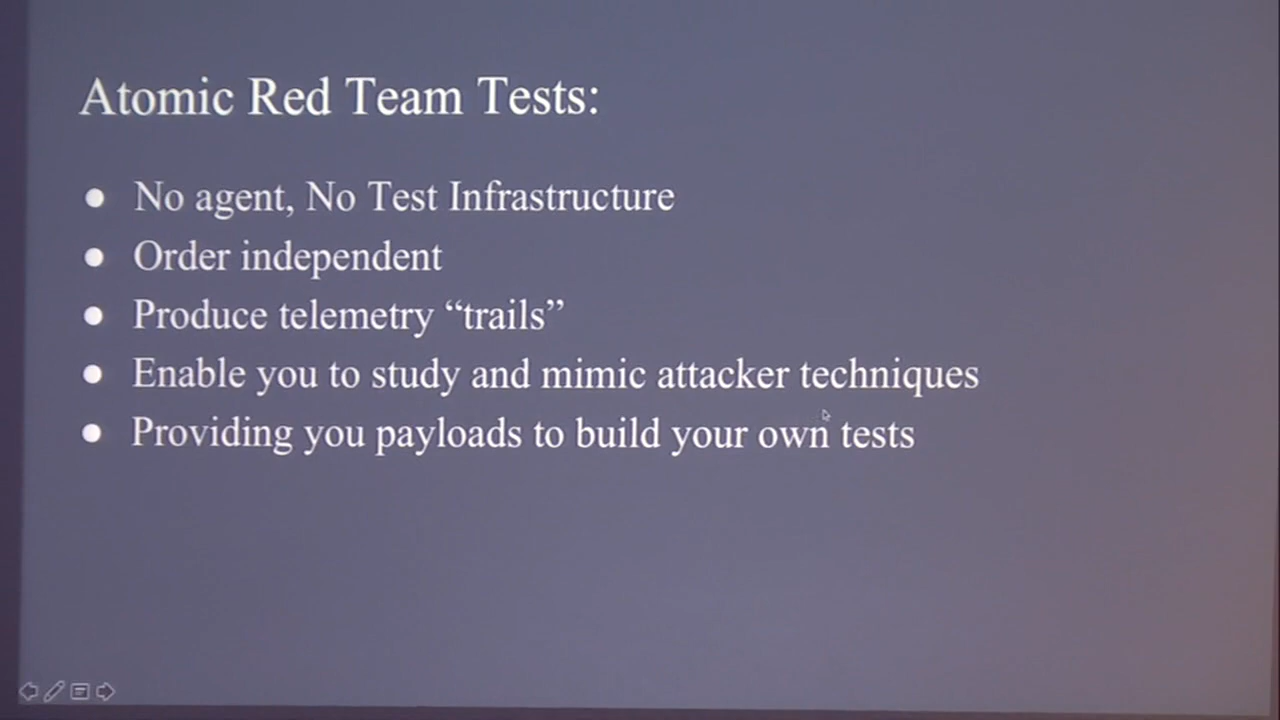 Atomic Red Team Tests:
● No agent, No Test Infrastructure
● Order independent
● Produce telemetry “trails”
● Enable you to study and mimic attacker techniques
● Providing you payloads to build your own tests